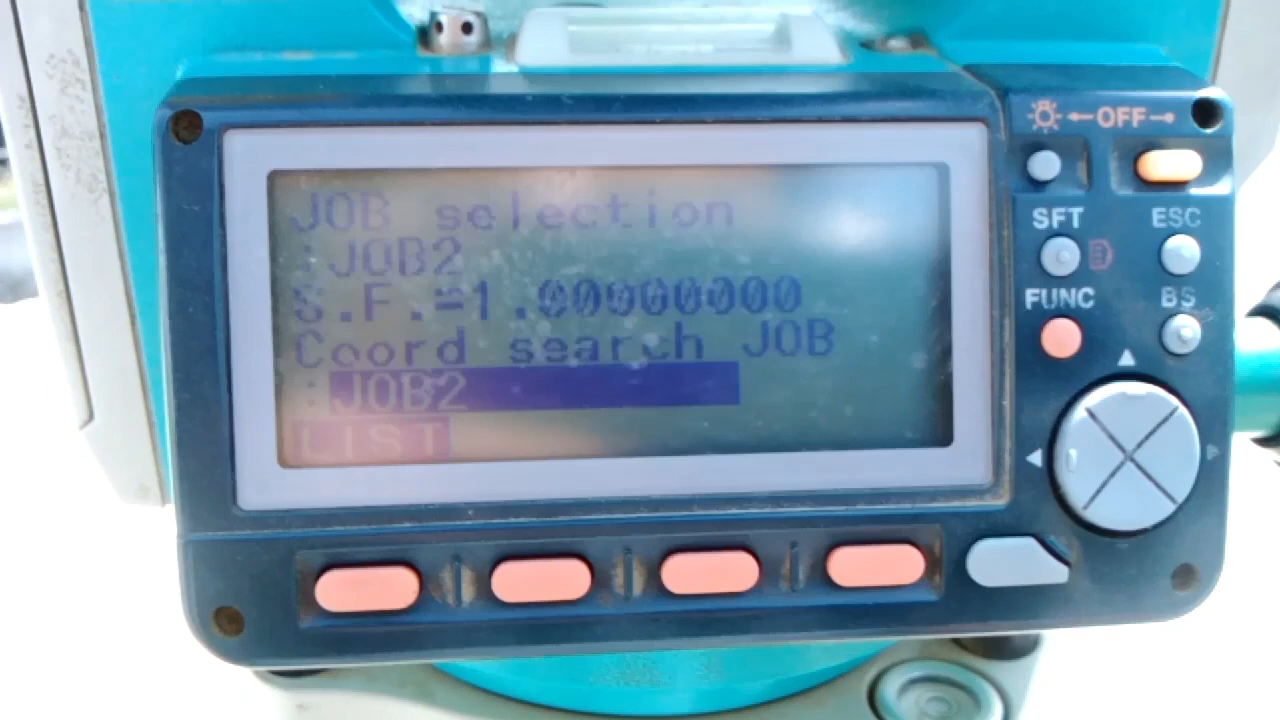 OFF
JOB selection
:JOB2
S.F.=1.00000000
Coord search JOB
:JOB2
LIST
SFT
ESC
FUNC
BS